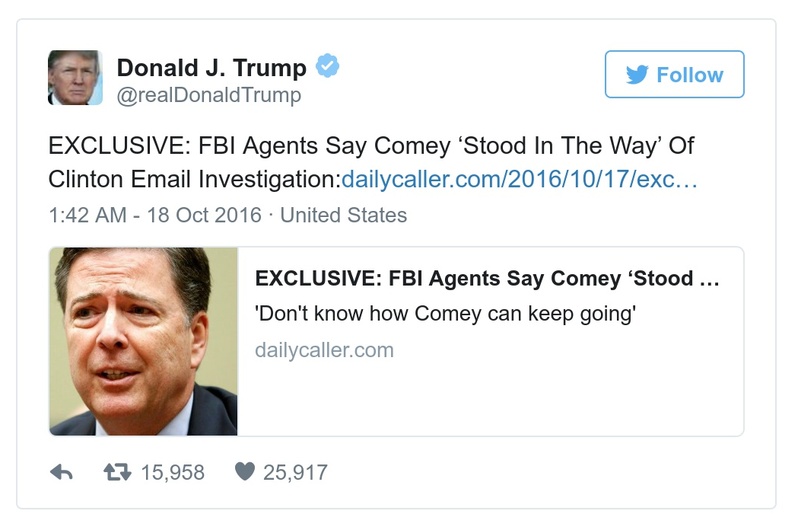 Donald J. Trump
@realDonaldTrump
Follow
EXCLUSIVE: FBI Agents Say Comey ‘Stood In The Way’ Of
Clinton Email Investigation:dailycaller.com/2016/10/17/exc…
1:42 AM - 18 Oct 2016 · United States
EXCLUSIVE: FBI Agents Say Comey ‘Stood …
'Don't know how Comey can keep going'
dailycaller.com
15,958 25,917